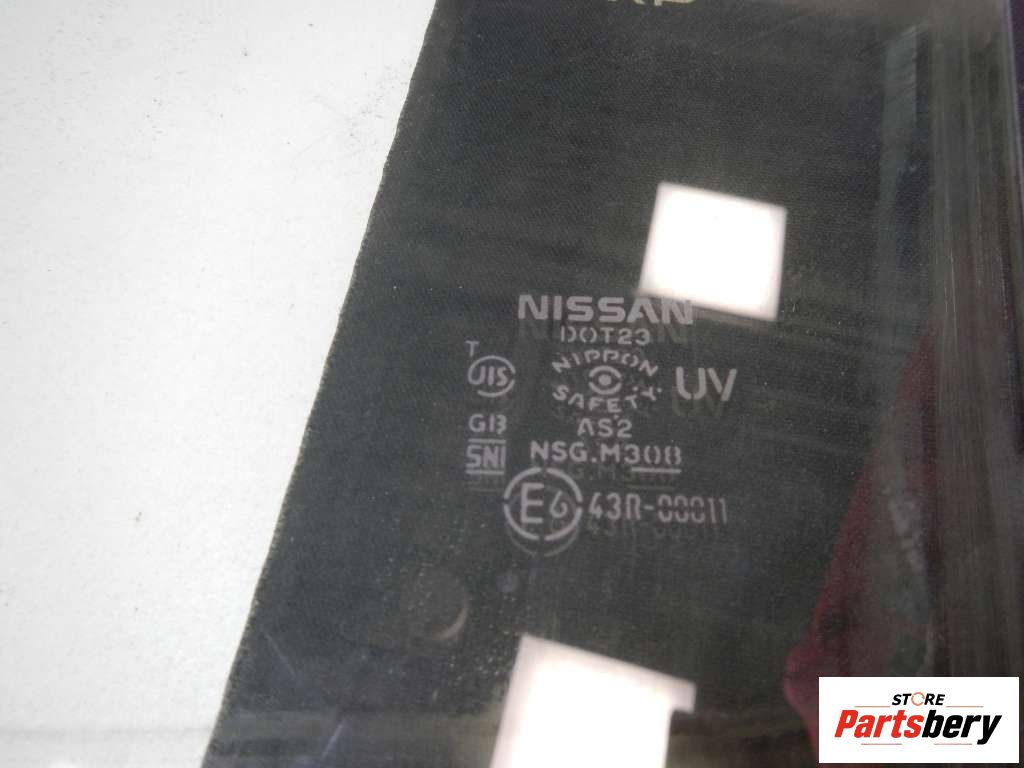 NISSAN
DOT23
NIPPON
SAFETY
T
JIS
UV
GB
AS2
SNI
NSG.M308
E6 43R-00011
STORE
Partsbery